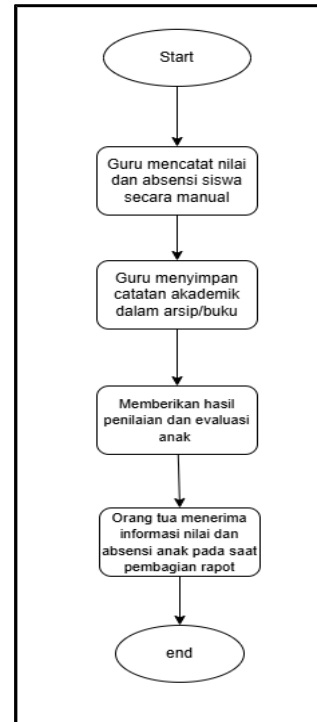 Start
Guru mencatat nilai
dan absensi siswa
secara manual
Guru menyimpan
catatan akademik
dalam arsip/buku
Memberikan hasil
penilaian dan evaluasi
anak
Orang tua menerima
informasi nilai dan
absensi anak pada saat
pembagian rapot
end